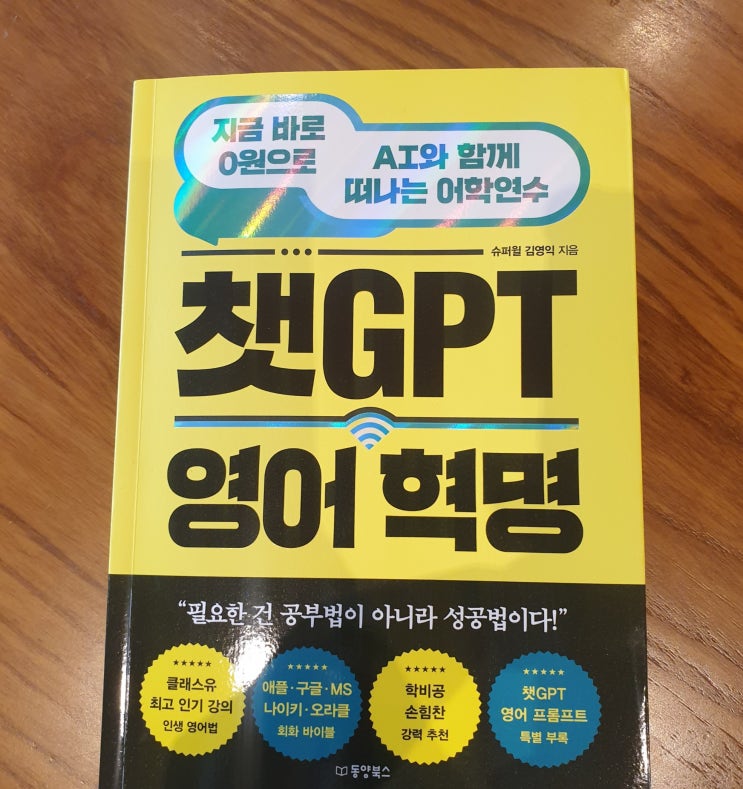 지금 바로
0원으로
AI와 함께
떠나는 어학연수
슈퍼윌 김영익 지음
챗GPT
영어 혁명
“필요한 건 공부법이 아니라 성공법이다!”
클래스유
최고 인기 강의
인생 영어법
애플·구글·MS
나이키·오라클
회화 바이블
학비공
손힘찬
강력 추천
챗GPT
영어 프롬프트
특별 부록
동양북스